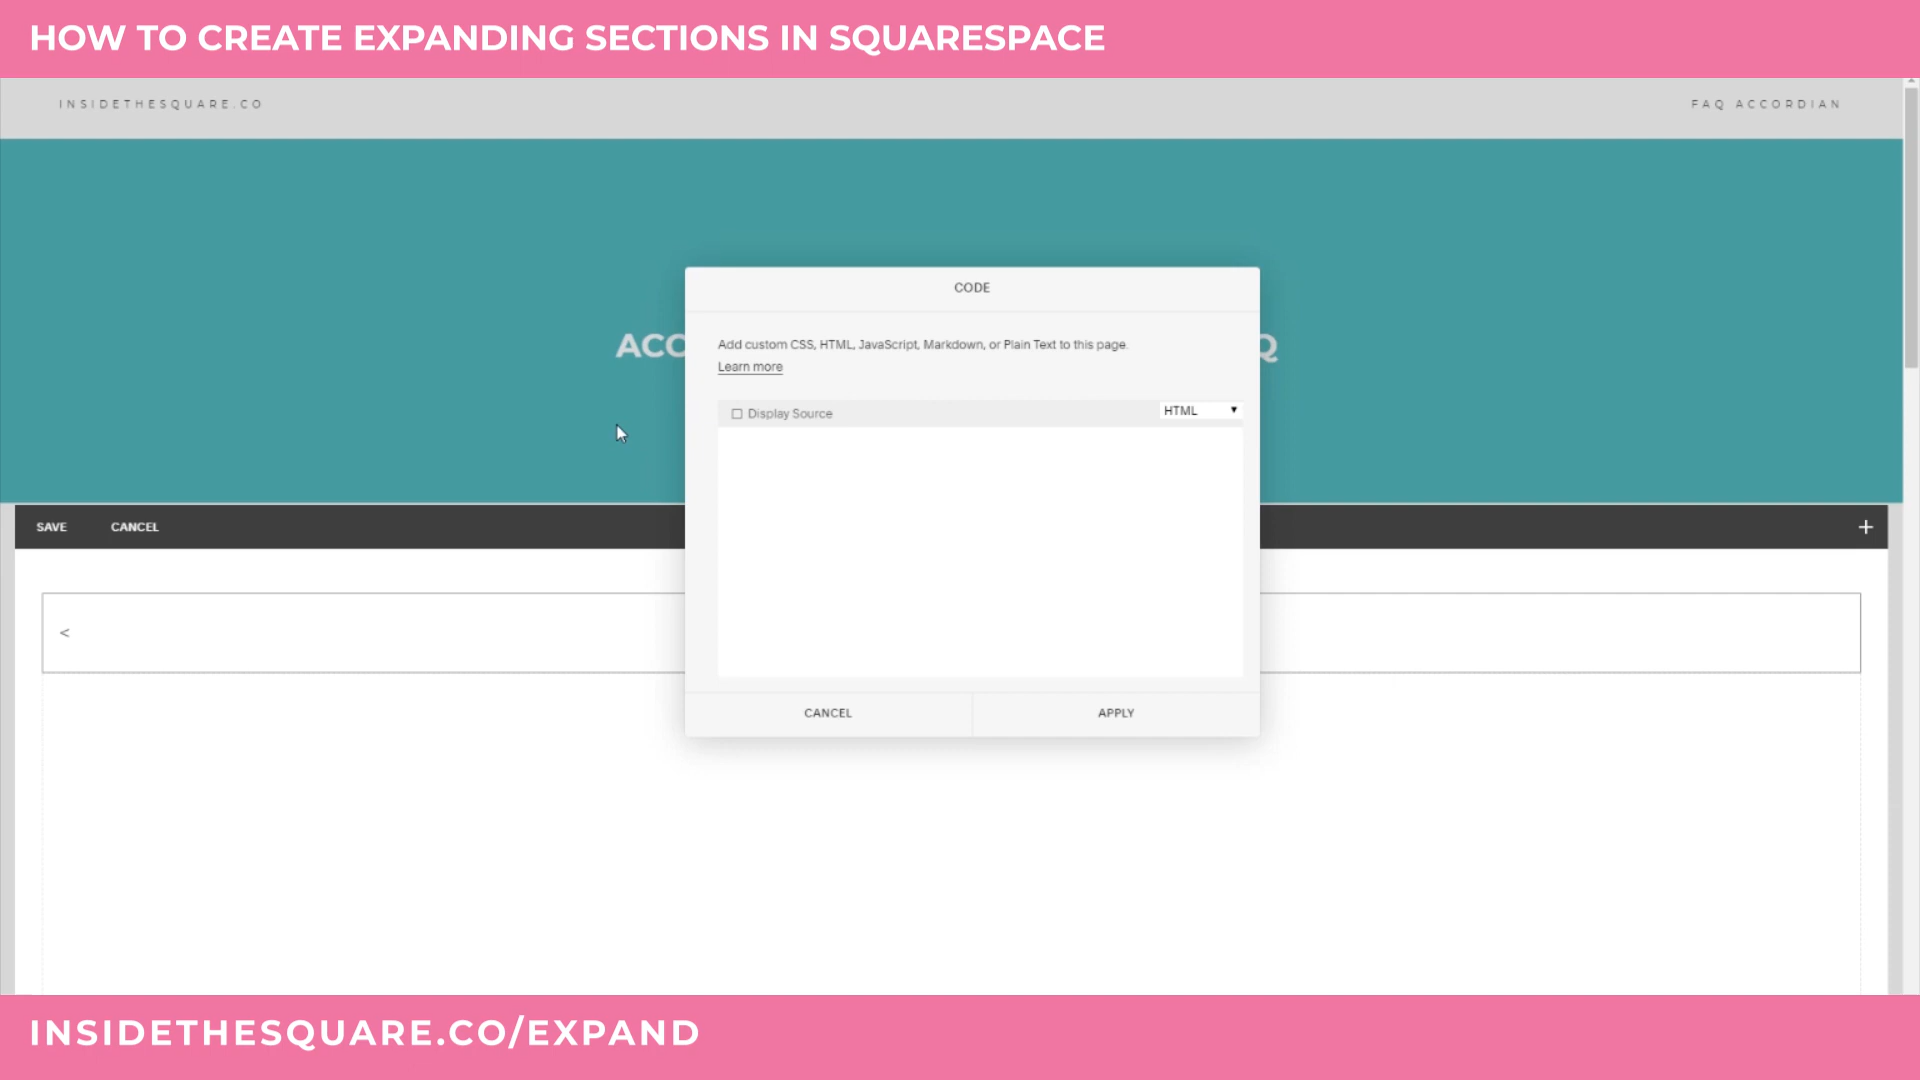 HOW TO CREATE EXPANDING SECTIONS IN SQUARESPACE
INSIDETHESQUARE.CO
FAQ ACCORDIAN
CODE
ACC
Q
Add custom CSS, HTML, JavaScript, Markdown, or Plain Text to this page.
Learn more
Display Source
HTML
SAVE
CANCEL
+
<
CANCEL
APPLY
INSIDETHESQUARE.CO/EXPAND